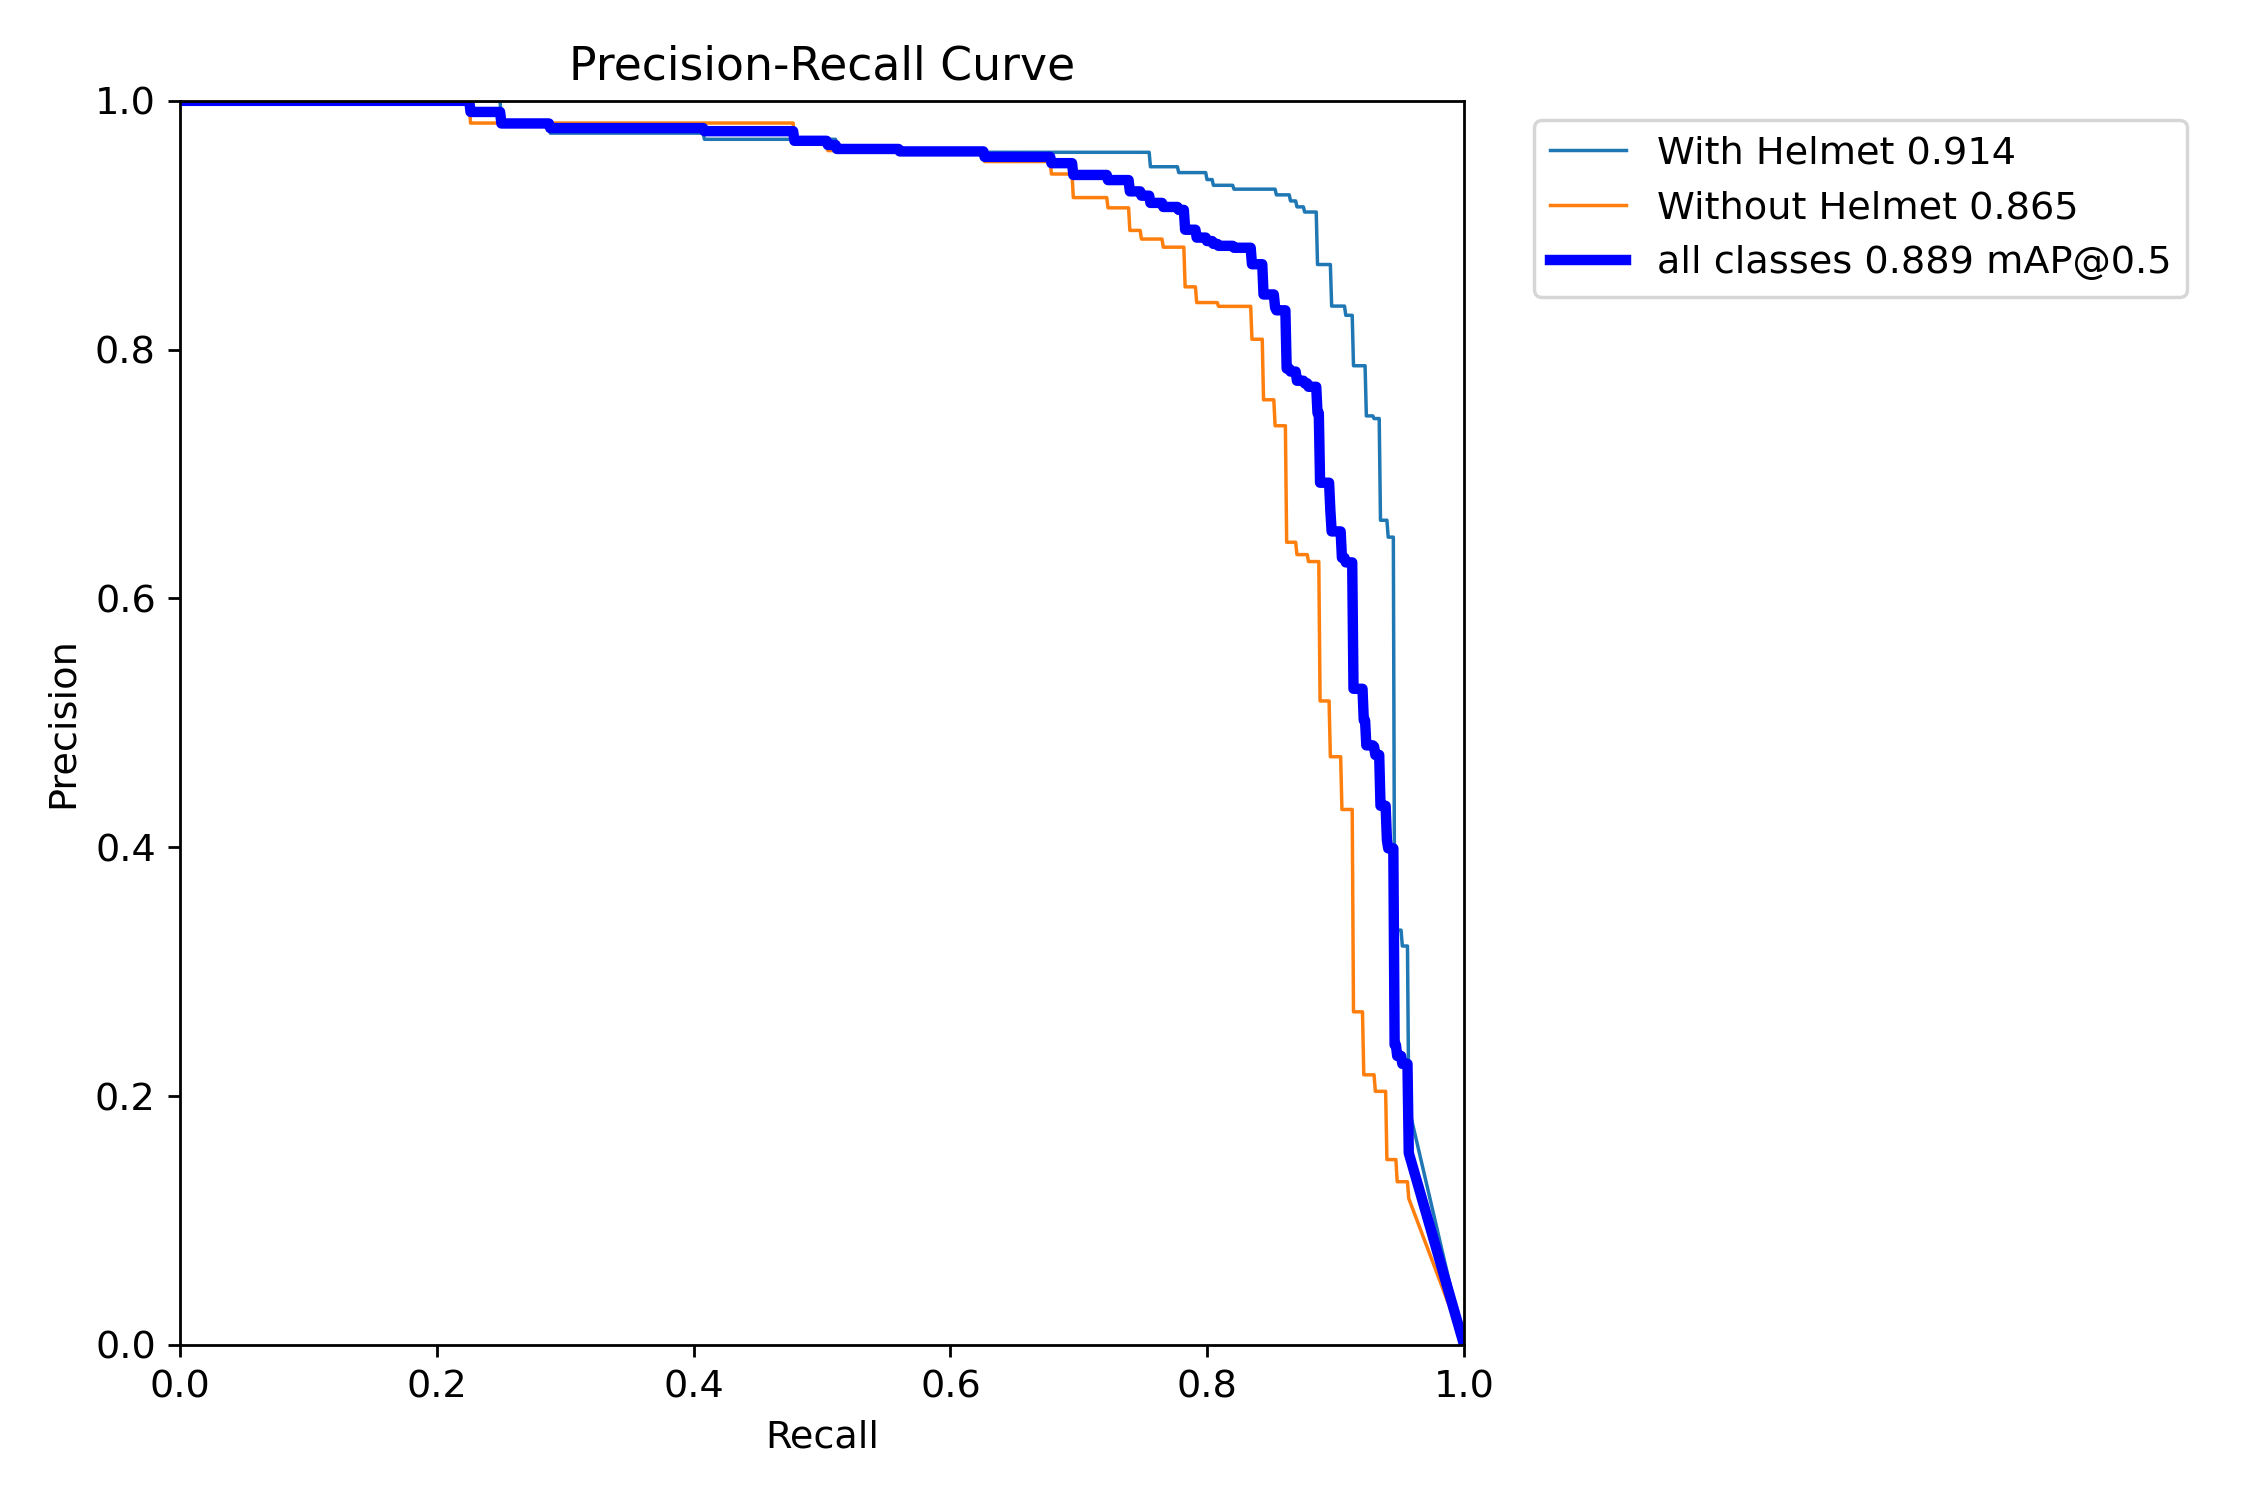 Precision-Recall Curve
With Helmet 0.914
Without Helmet 0.865
all classes 0.889 mAP@0.5
1.0
0.8
0.6
0.4
0.2
0.0
Precision
0.0 0.2 0.4 0.6 0.8 1.0
Recall